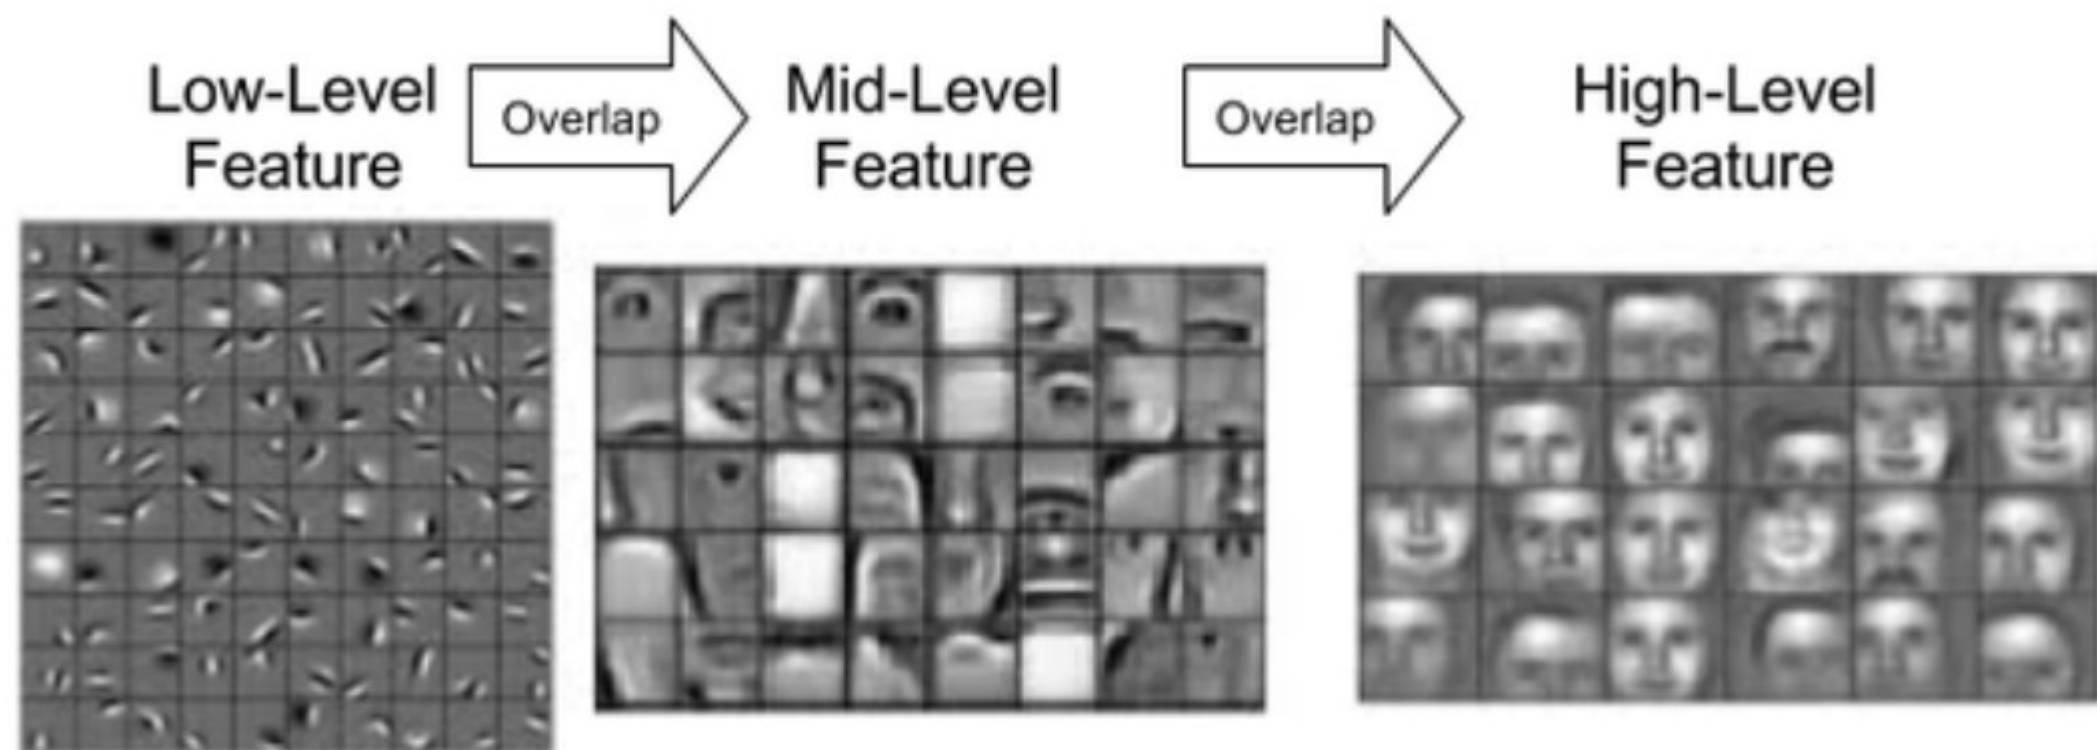 Low-Level
Feature
Overlap
Mid-Level
Feature
Overlap
High-Level
Feature